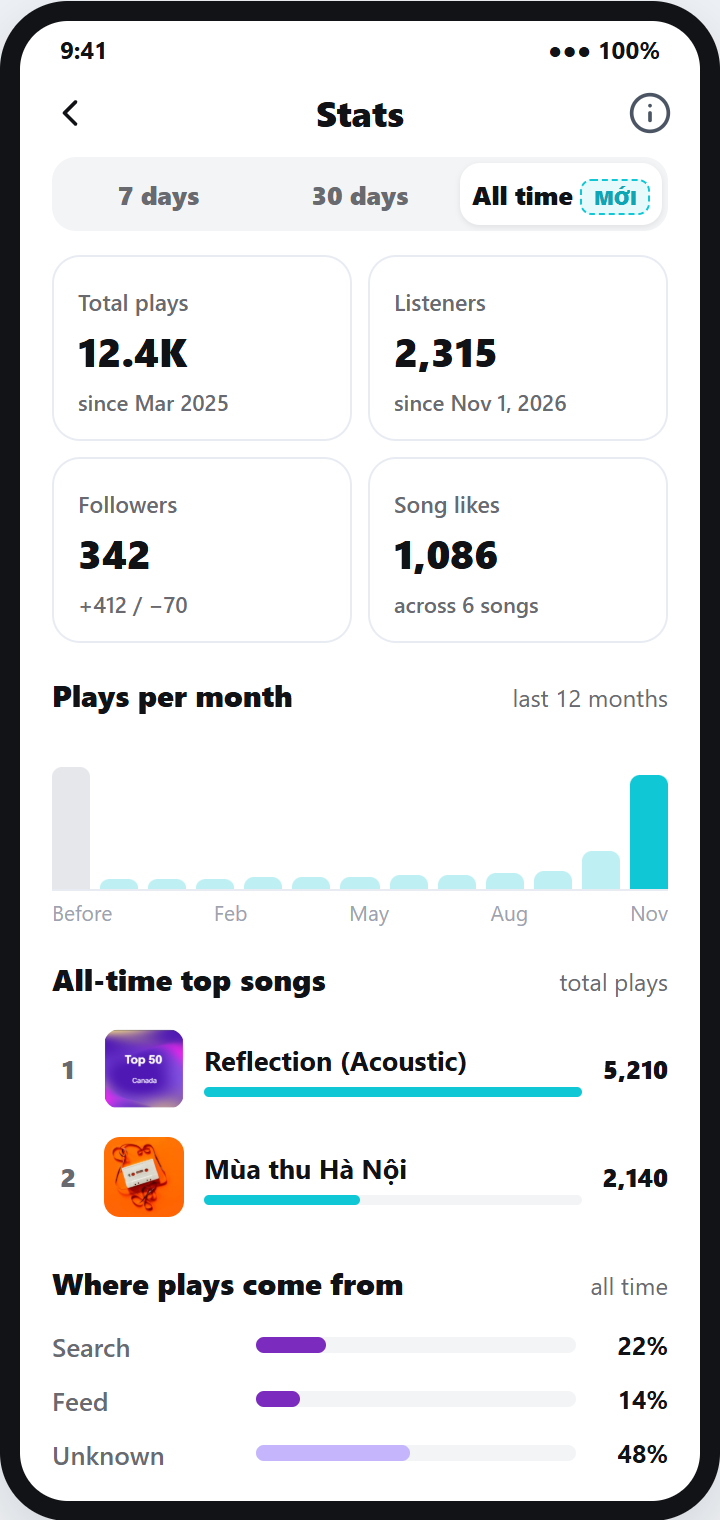 9:41
●●● 100%
Stats
7 days
30 days
All time MỚI
Total plays
12.4K
since Mar 2025
Listeners
2,315
since Nov 1, 2026
Followers
342
+412 / −70
Song likes
1,086
across 6 songs
Plays per month
last 12 months
Before
Feb
May
Aug
Nov
All-time top songs
total plays
1
Top 50
Canada
Reflection (Acoustic)
5,210
2
Mùa thu Hà Nội
2,140
Where plays come from
all time
Search
22%
Feed
14%
Unknown
48%